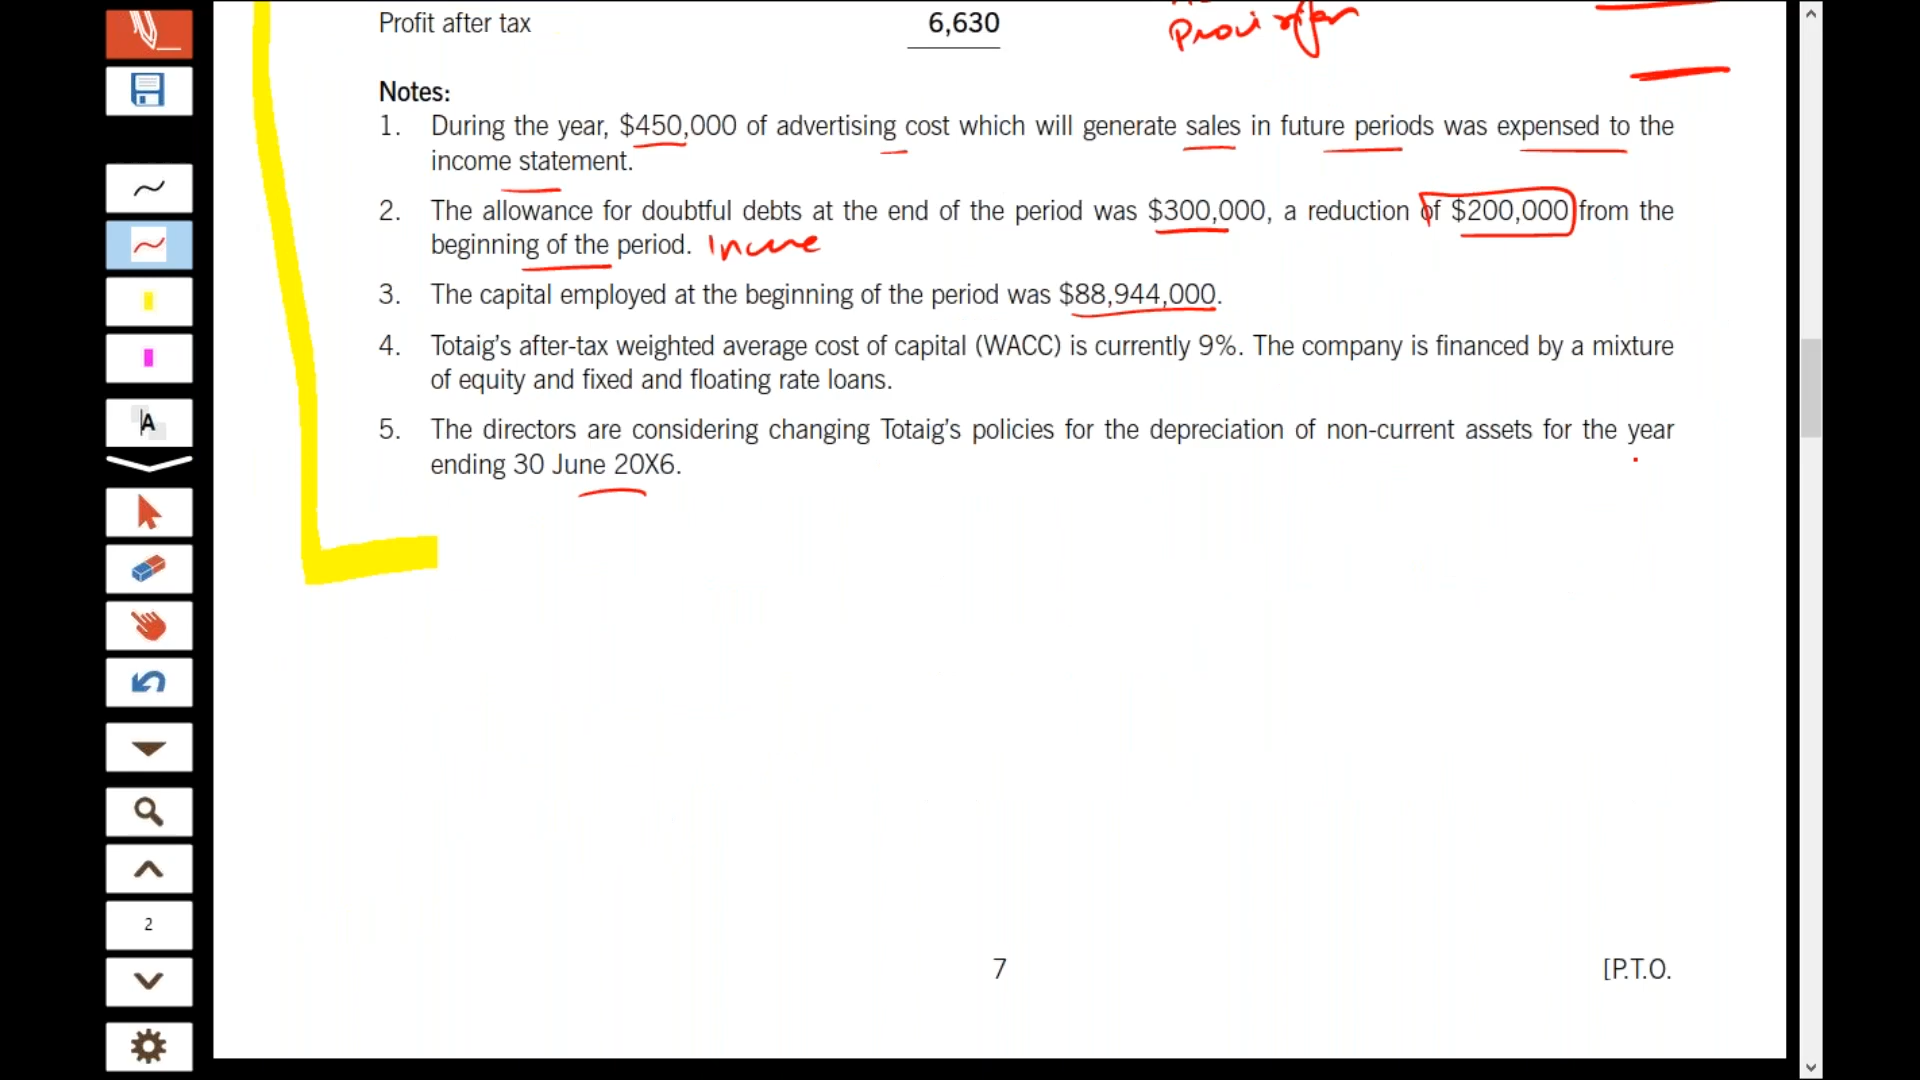 Profit after tax 6,630
Notes:
1. During the year, $450,000 of advertising cost which will generate sales in future periods was expensed to the
income statement.
2. The allowance for doubtful debts at the end of the period was $300,000, a reduction of $200,000 from the
beginning of the period.
3. The capital employed at the beginning of the period was $88,944,000.
4. Totaig's after-tax weighted average cost of capital (WACC) is currently 9%. The company is financed by a mixture
of equity and fixed and floating rate loans.
5. The directors are considering changing Totaig's policies for the depreciation of non-current assets for the year
ending 30 June 20X6.
A
2
7 [P.T.O.